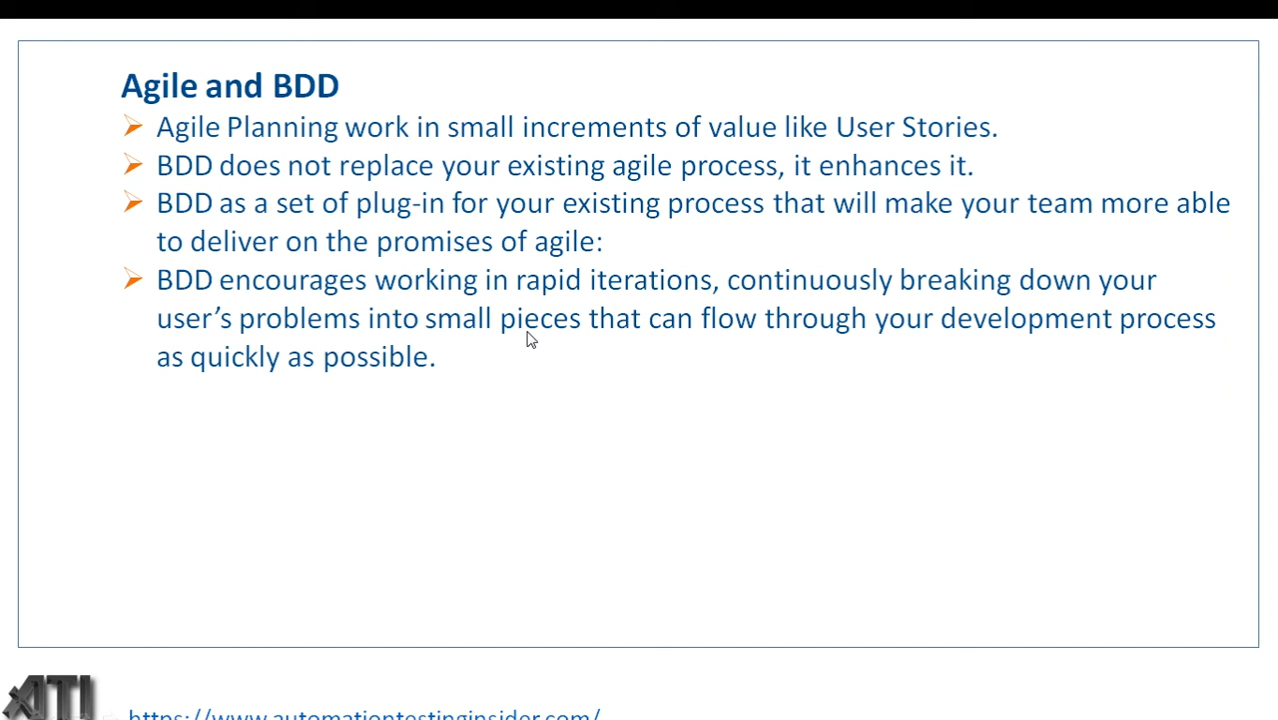 Agile and BDD
Agile Planning work in small increments of value like User Stories.
BDD does not replace your existing agile process, it enhances it.
BDD as a set of plug-in for your existing process that will make your team more able
to deliver on the promises of agile:
BDD encourages working in rapid iterations, continuously breaking down your
user’s problems into small pieces that can flow through your development process
as quickly as possible.
ATI
https://www.automationtestinginsider.com/